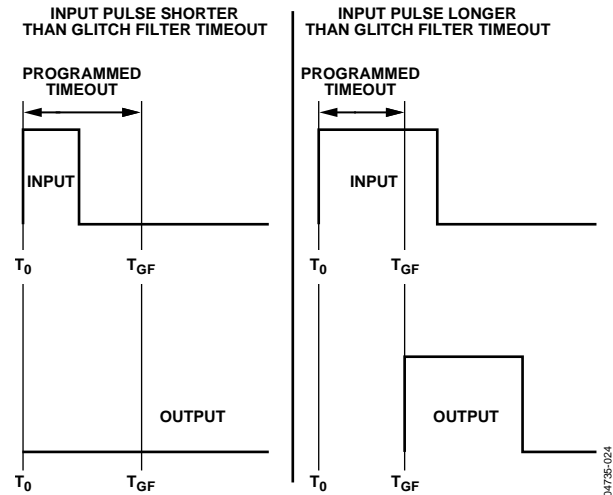 INPUT PULSE SHORTER
THAN GLITCH FILTER TIMEOUT
PROGRAMMED
TIMEOUT
INPUT
T0
TGF
OUTPUT
T0
TGF
INPUT PULSE LONGER
THAN GLITCH FILTER TIMEOUT
PROGRAMMED
TIMEOUT
INPUT
T0
TGF
OUTPUT
T0
TGF
04735-024